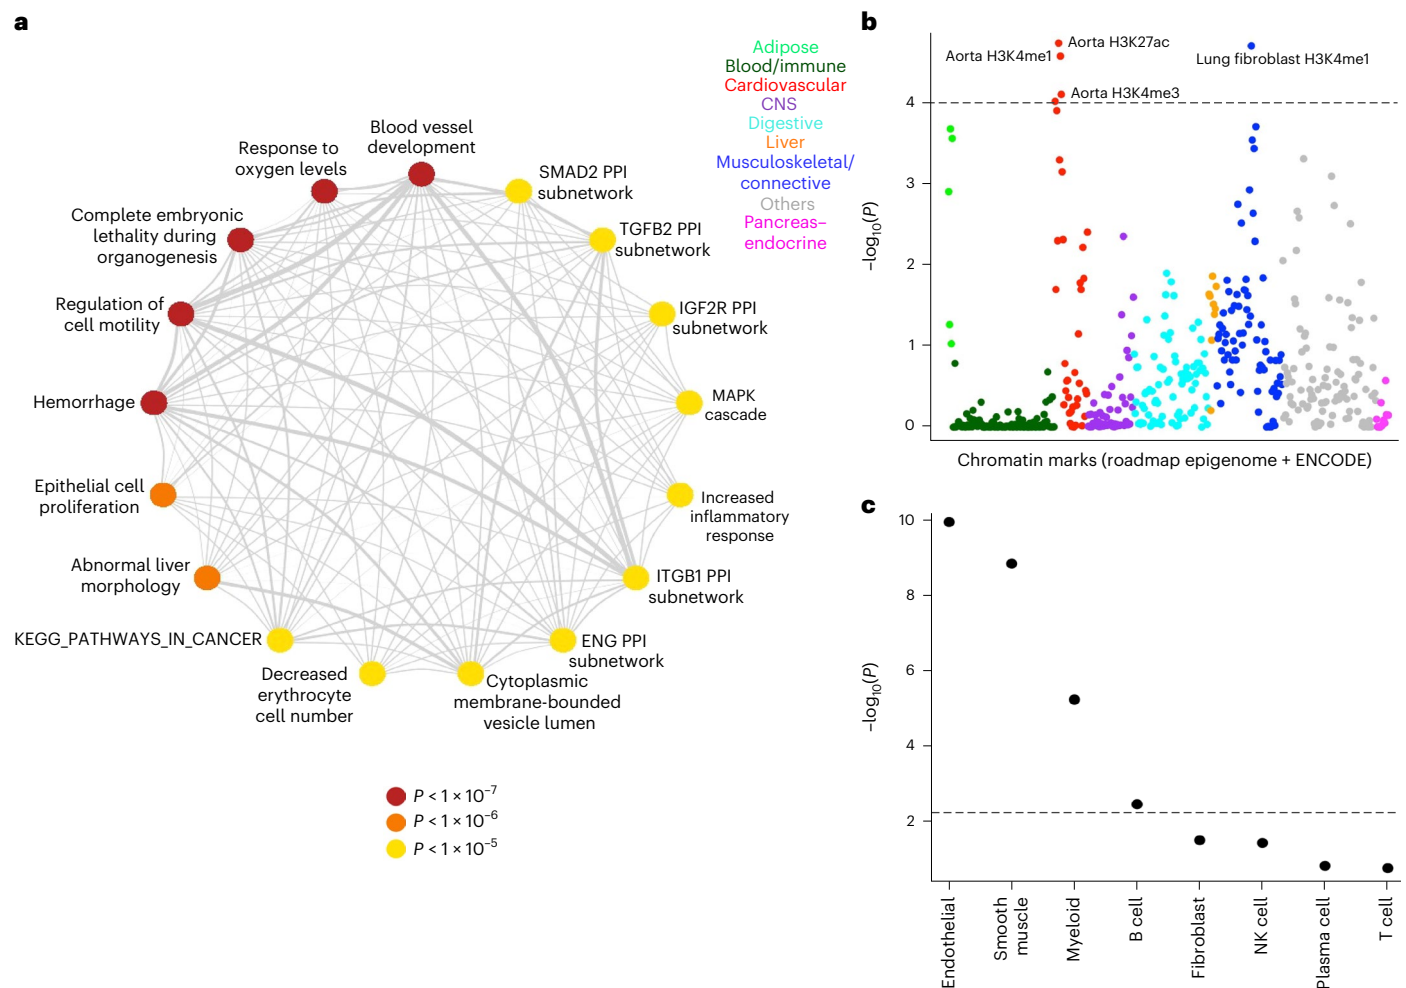 a
Blood vessel
development
Response to
oxygen levels
Complete embryonic
lethality during
organogenesis
Regulation of
cell motility
Hemorrhage
Epithelial cell
proliferation
Abnormal liver
morphology
KEGG_PATHWAYS_IN_CANCER
Decreased
erythrocyte
cell number
Cytoplasmic
membrane-bounded
vesicle lumen
ENG PPI
subnetwork
ITGB1 PPI
subnetwork
Increased
inflammatory
response
MAPK
cascade
IGF2R PPI
subnetwork
TGFB2 PPI
subnetwork
SMAD2 PPI
subnetwork
P < 1 × 10⁻⁷
P < 1 × 10⁻⁶
P < 1 × 10⁻⁵
Adipose
Blood/immune
Cardiovascular
CNS
Digestive
Liver
Musculoskeletal/
connective
Others
Pancreas–
endocrine
b
Aorta H3K27ac
Aorta H3K4me1
Lung fibroblast H3K4me1
Aorta H3K4me3
4
3
2
1
0
–log₁₀(P)
Chromatin marks (roadmap epigenome + ENCODE)
c
10
8
6
4
2
–log₁₀(P)
Endothelial
Smooth
muscle
Myeloid
B cell
Fibroblast
NK cell
Plasma cell
T cell